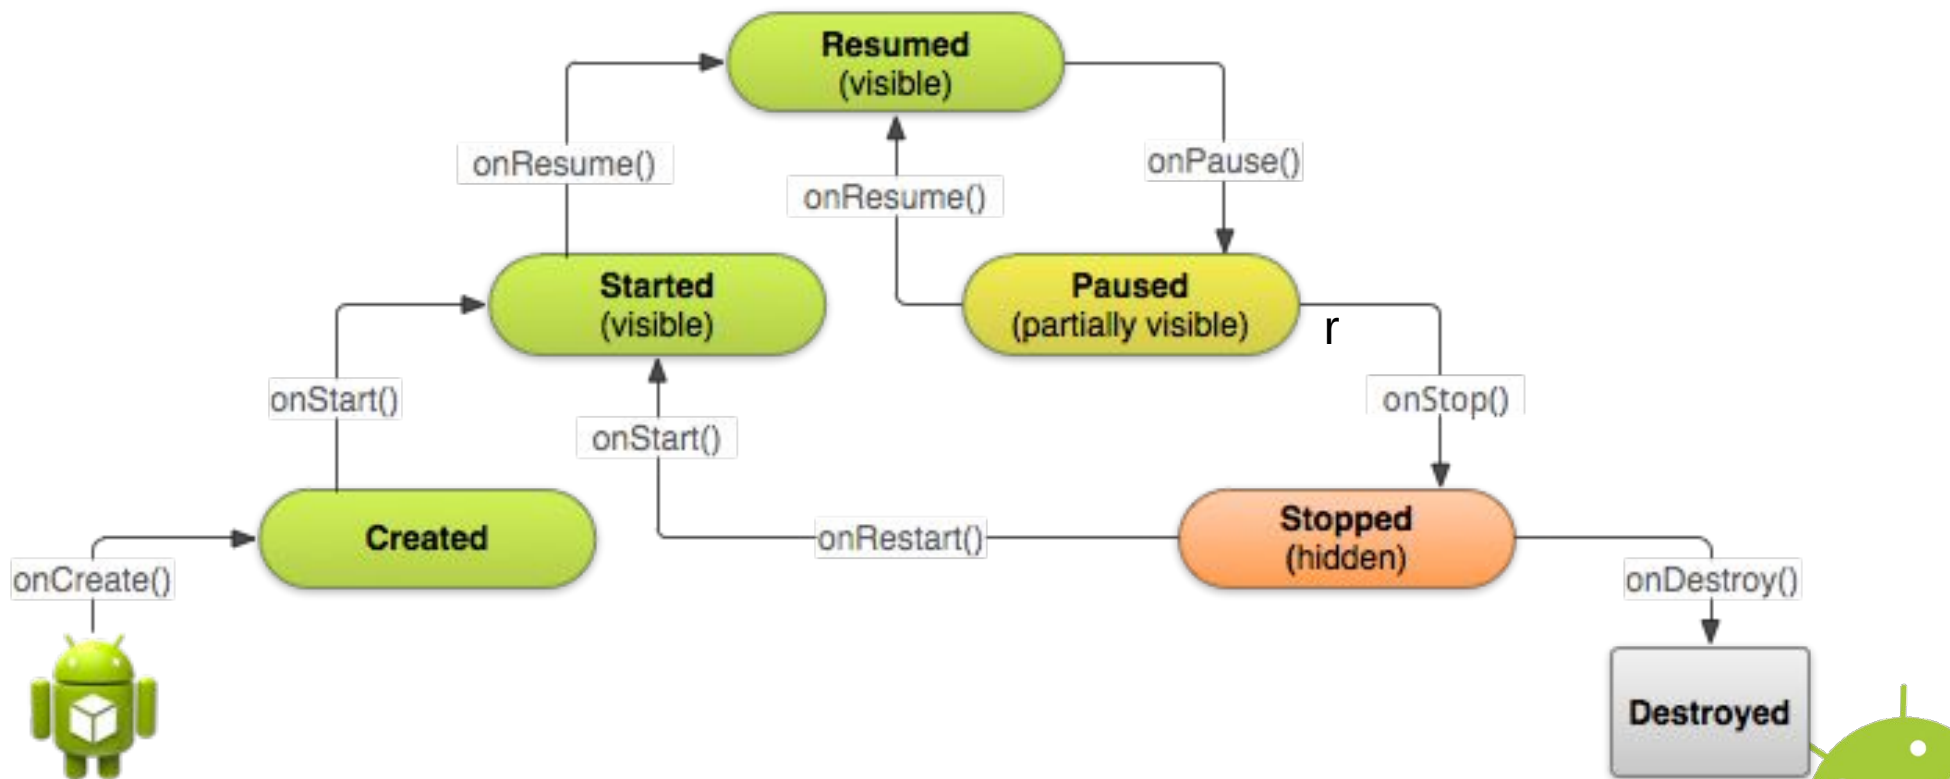 Resumed
(visible)
onResume()
onPause()
onResume()
Started
(visible)
Paused
(partially visible)
r
onStart()
onStop()
onStart()
Created
onRestart()
Stopped
(hidden)
onCreate()
onDestroy()
Destroyed